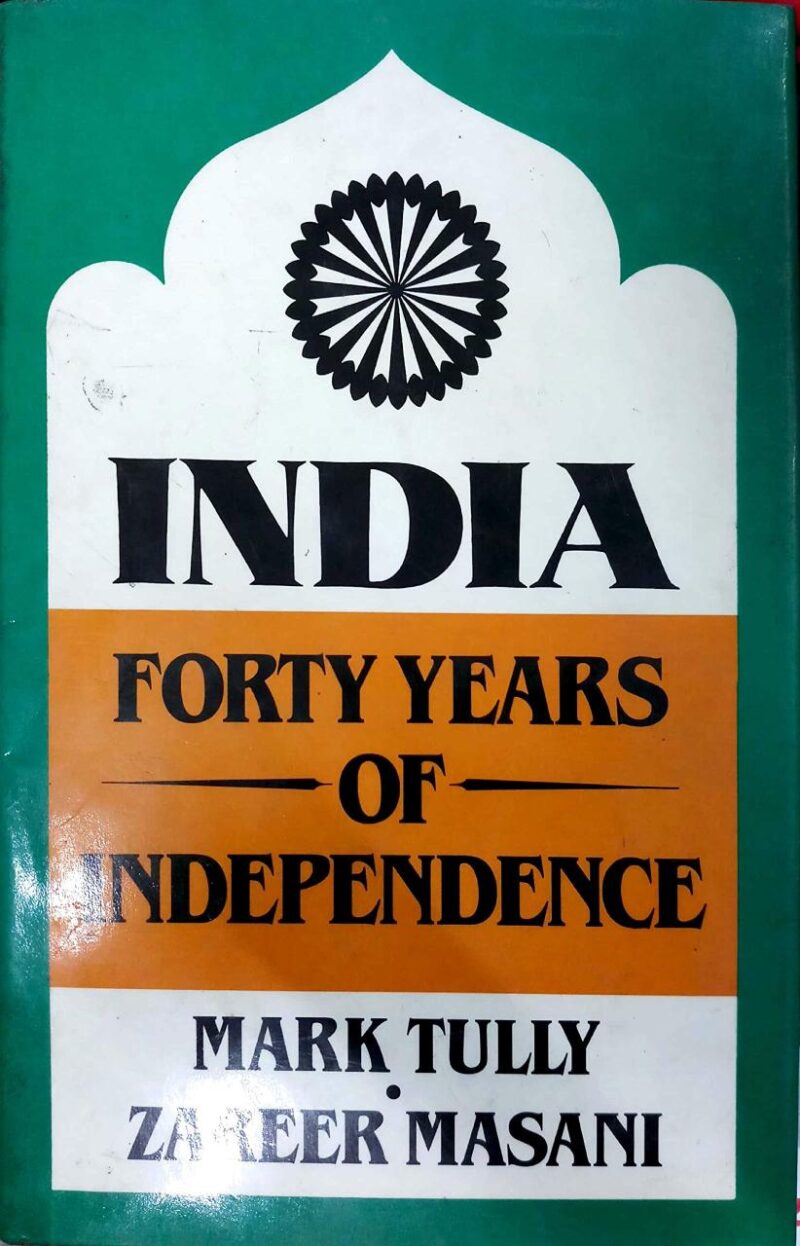 INDIA
FORTY YEARS
OF
INDEPENDENCE
MARK TULLY
ZAREER MASANI